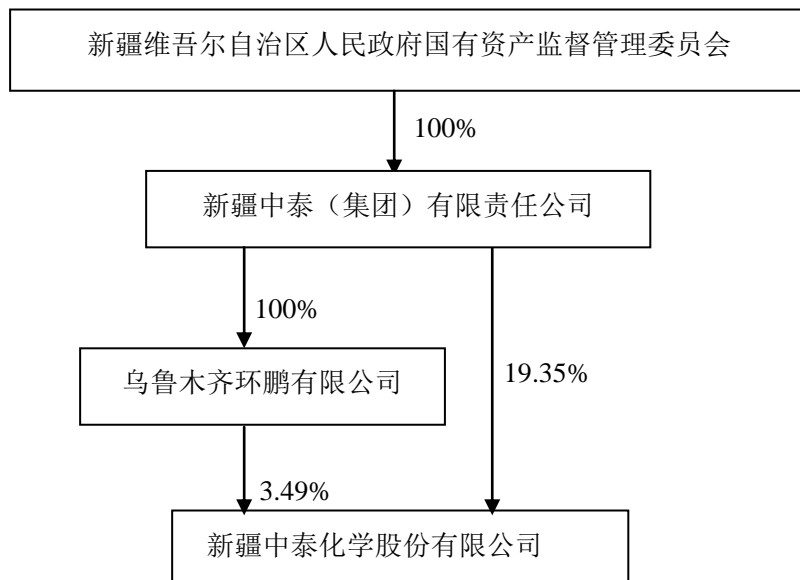 新疆维吾尔自治区人民政府国有资产监督管理委员会
100%
新疆中泰（集团）有限责任公司
100%
乌鲁木齐环鹏有限公司
19.35%
3.49%
新疆中泰化学股份有限公司